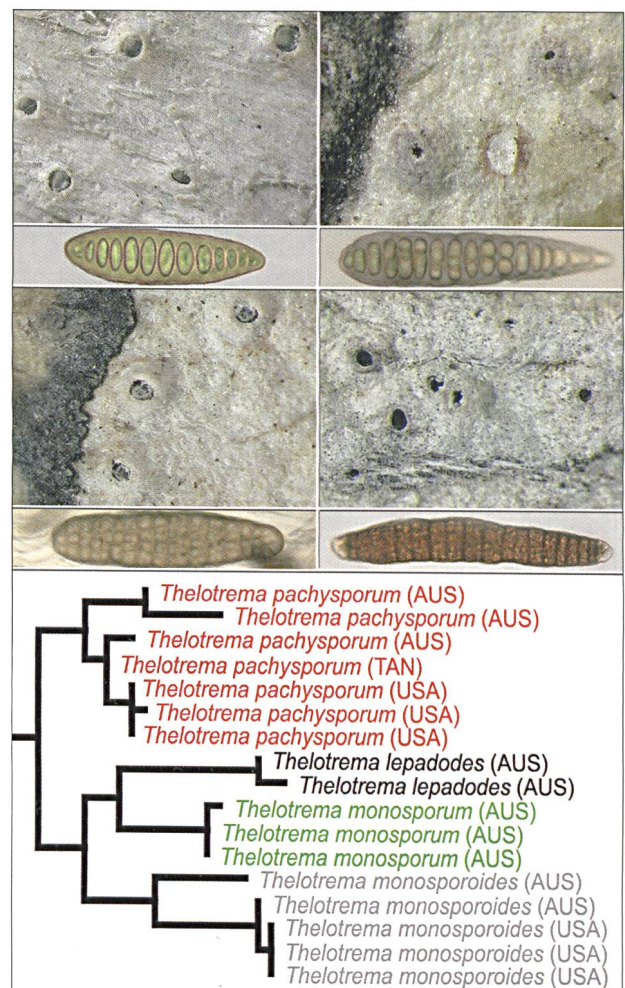 Thelotrema pachysporum (AUS)
Thelotrema pachysporum (AUS)
Thelotrema pachysporum (AUS)
Thelotrema pachysporum (TAN)
Thelotrema pachysporum (USA)
Thelotrema pachysporum (USA)
Thelotrema pachysporum (USA)
Thelotrema lepadodes (AUS)
Thelotrema lepadodes (AUS)
Thelotrema monosporum (AUS)
Thelotrema monosporum (AUS)
Thelotrema monosporum (AUS)
Thelotrema monosporoides (AUS)
Thelotrema monosporoides (AUS)
Thelotrema monosporoides (USA)
Thelotrema monosporoides (USA)
Thelotrema monosporoides (USA)